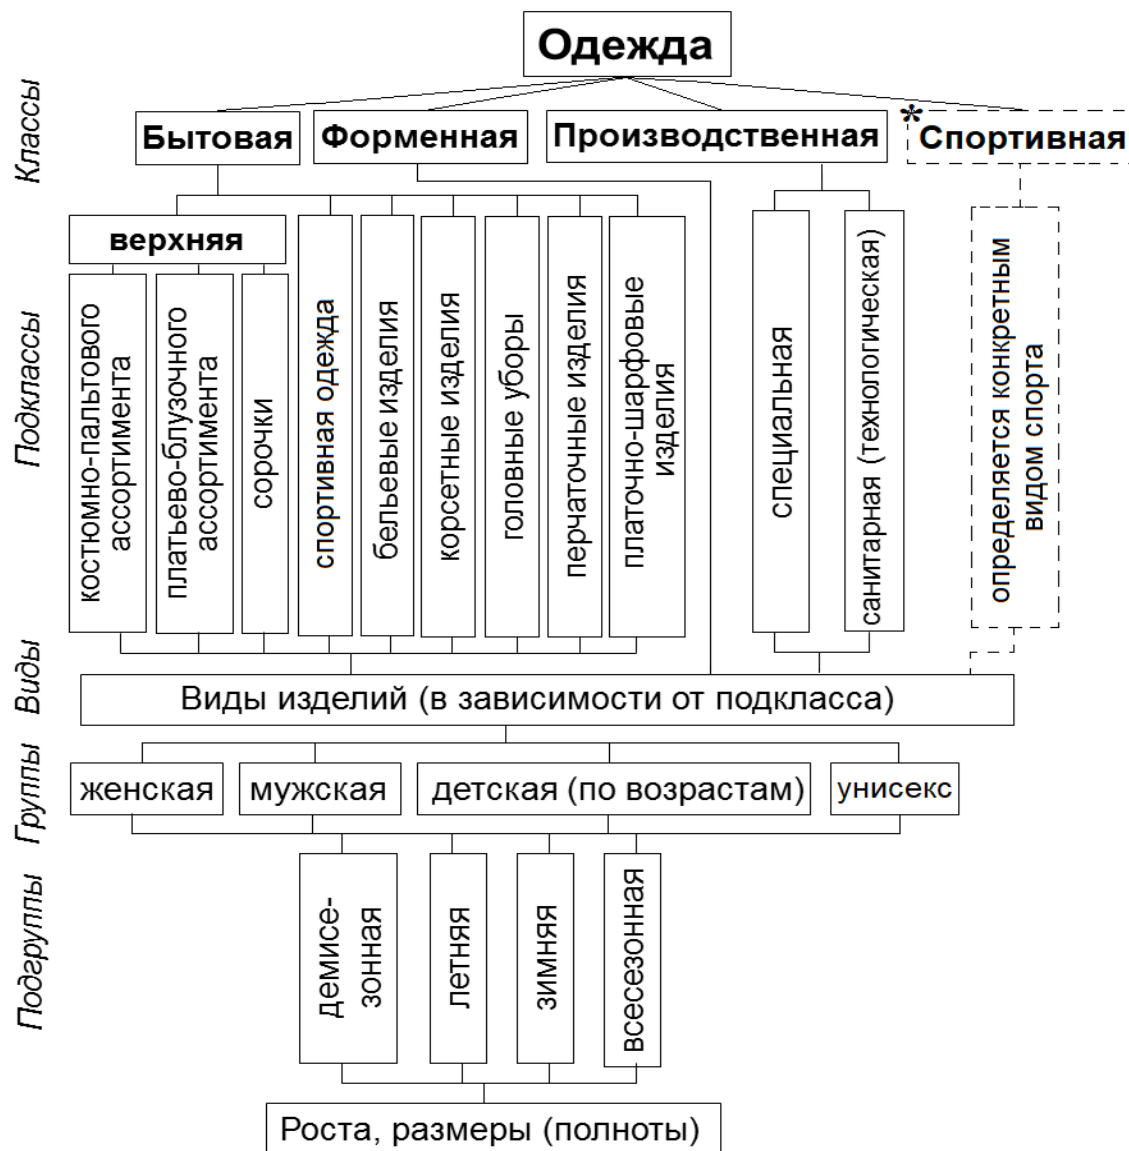 Одежда
Классы
Бытовая
Форменная
Производственная
*
Спортивная
Подклассы
верхняя
костюмно-пальтового
ассортимента
платьево-блузочного
ассортимента
сорочки
спортивная одежда
бельевые изделия
корсетные изделия
головные уборы
перчаточные изделия
платочно-шарфовые
изделия
специальная
санитарная (технологическая)
определяется конкретным
видом спорта
Виды
Виды изделий (в зависимости от подкласса)
Группы
женская
мужская
детская (по возрастам)
унисекс
Подгруппы
демисе-
зонная
летняя
зимняя
всесезонная
Роста, размеры (полноты)